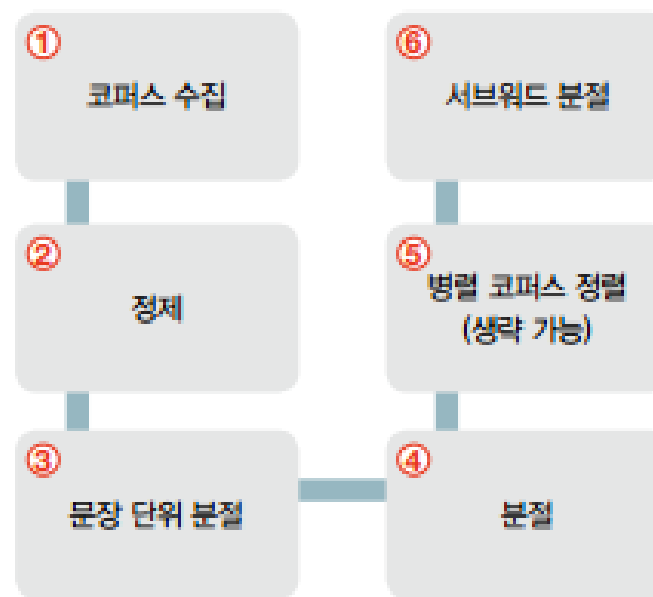 ①
코퍼스 수집
②
정제
③
문장 단위 분절
④
분절
⑤
병렬 코퍼스 정렬
(생략 가능)
⑥
서브워드 분절